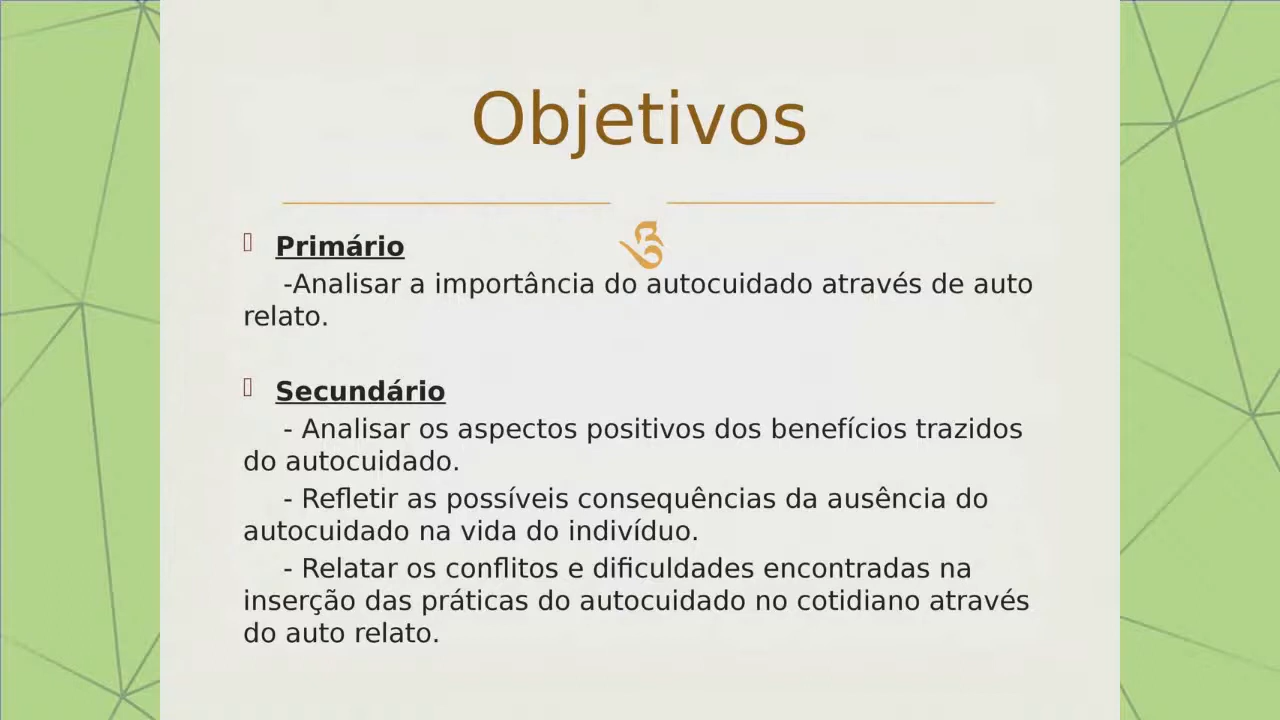 Objetivos
Primário
-Analisar a importância do autocuidado através de auto
relato.
Secundário
- Analisar os aspectos positivos dos benefícios trazidos
do autocuidado.
- Refletir as possíveis consequências da ausência do
autocuidado na vida do indivíduo.
- Relatar os conflitos e dificuldades encontradas na
inserção das práticas do autocuidado no cotidiano através
do auto relato.